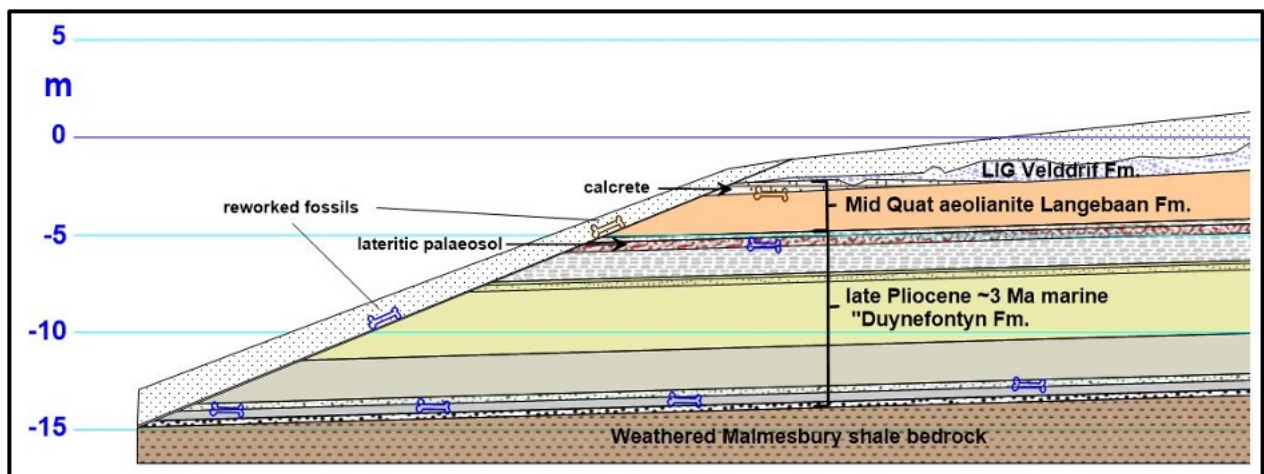 5
m
0
LIG Velddrif Fm.
calcrete
Mid Quat aeolianite Langebaan Fm.
reworked fossils
-5
lateritic palaeosol
late Pliocene ~3 Ma marine
"Duynefontyn Fm.
-10
-15
Weathered Malmesbury shale bedrock